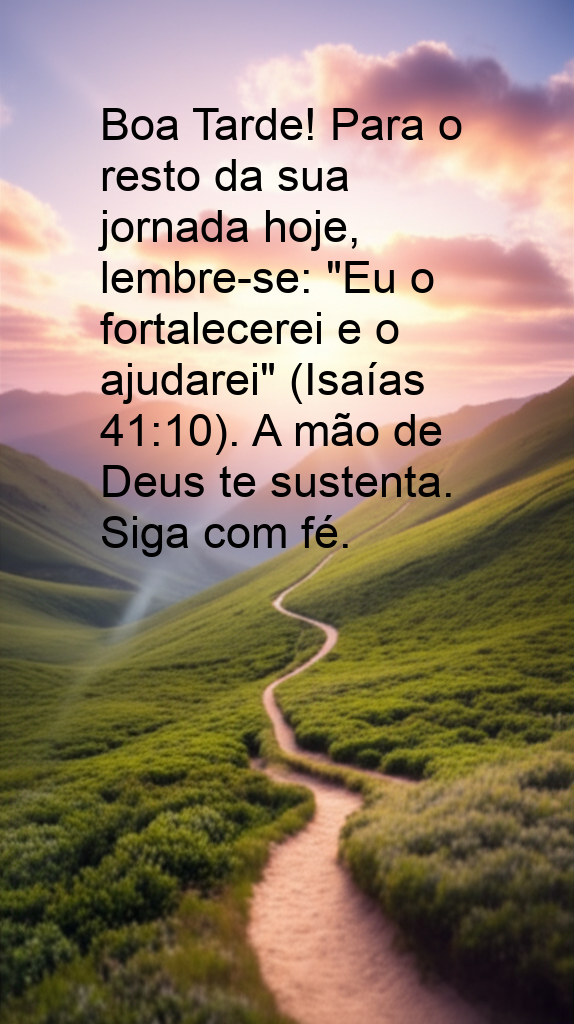 Boa Tarde! Para o
resto da sua
jornada hoje,
lembre-se: "Eu o
fortalecerei e o
ajudarei" (Isaías
41:10). A mão de
Deus te sustenta.
Siga com fé.